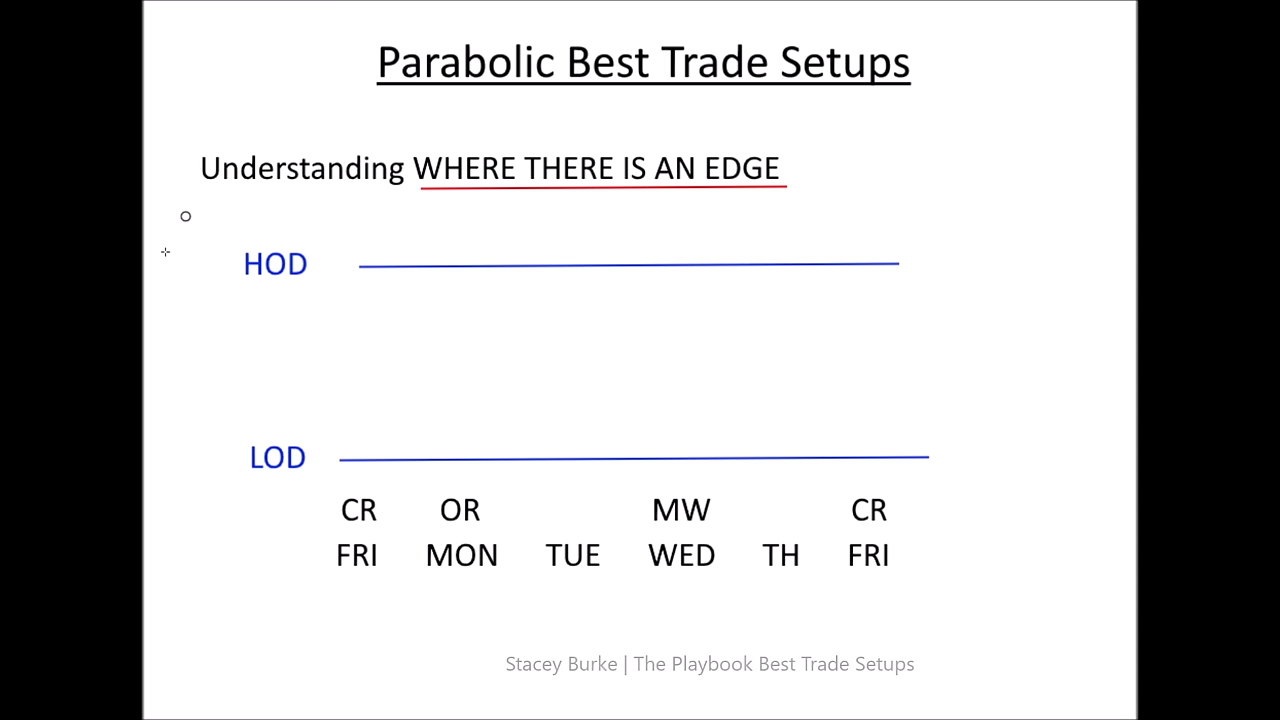 Parabolic Best Trade Setups
Understanding WHERE THERE IS AN EDGE
HOD
LOD
CR OR MW CR
FRI MON TUE WED TH FRI
Stacey Burke | The Playbook Best Trade Setups